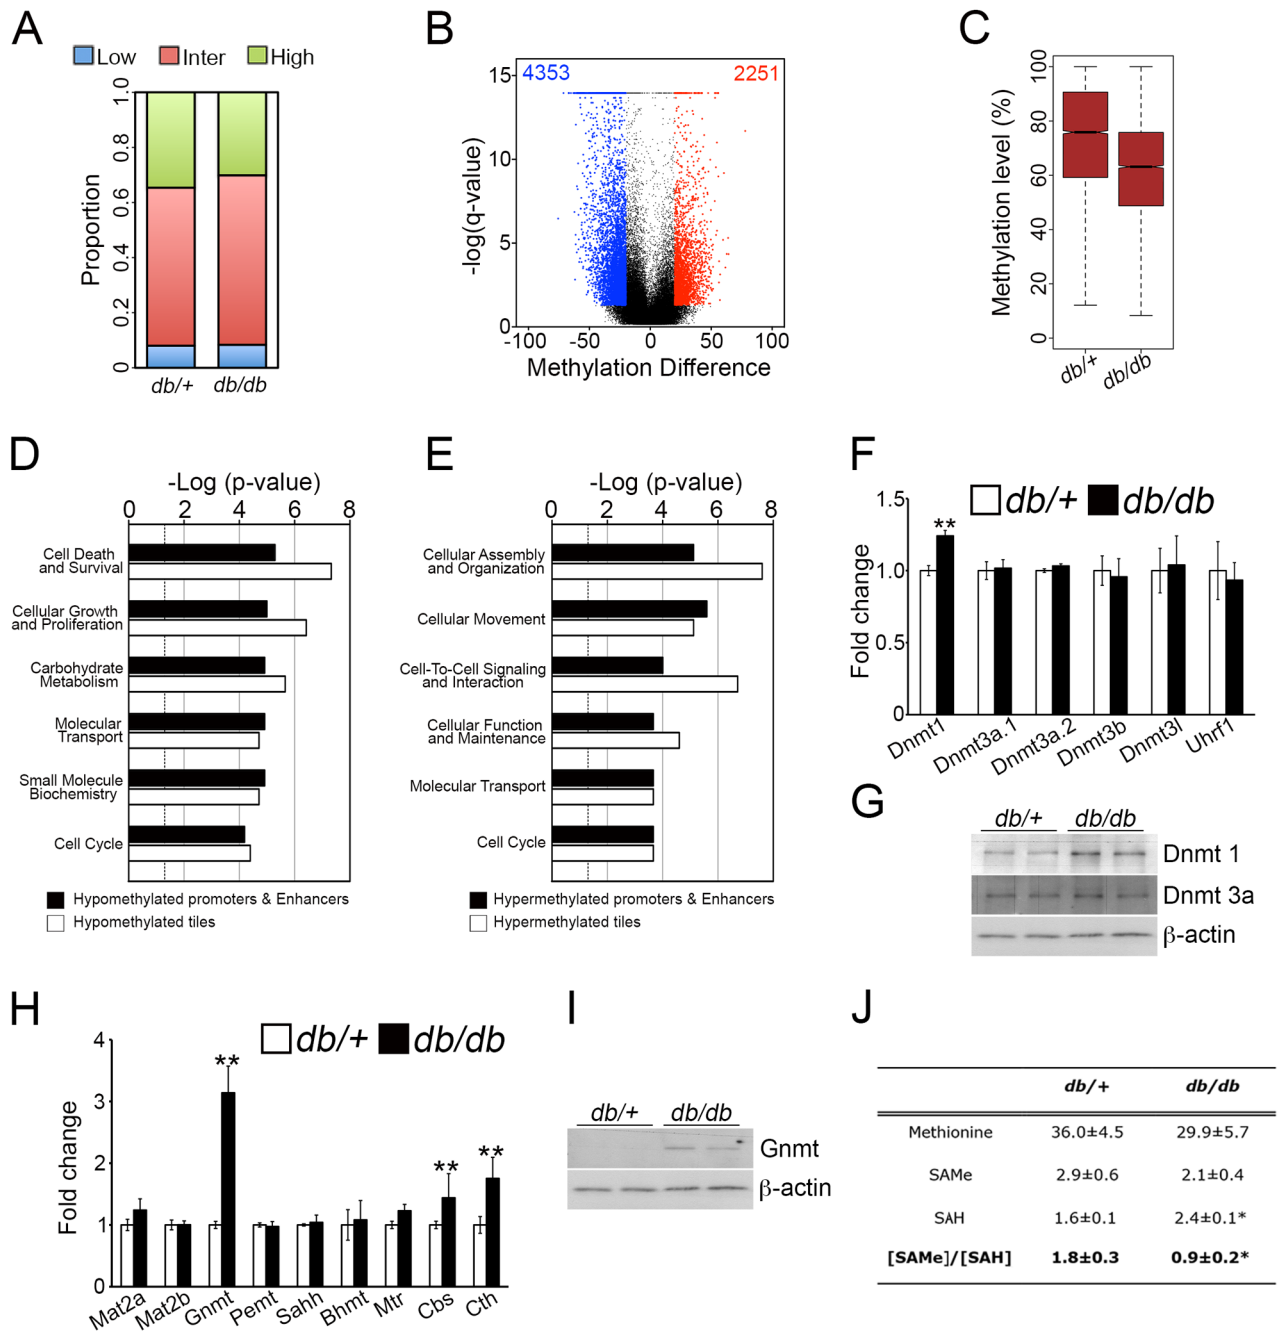 A
Low Inter High
Proportion
1.0
0.8
0.6
0.4
0.2
0
db/+ db/db
B
4353 2251
-log(q-value)
15
10
5
0
-100 -50 0 50 100
Methylation Difference
C
Methylation level (%)
100
80
60
40
20
0
db/+ db/db
D
-Log (p-value)
0 2 4 6 8
Cell Death
and Survival
Cellular Growth
and Proliferation
Carbohydrate
Metabolism
Molecular
Transport
Small Molecule
Biochemistry
Cell Cycle
Hypomethylated promoters & Enhancers
Hypomethylated tiles
E
-Log (p-value)
0 2 4 6 8
Cellular Assembly
and Organization
Cellular Movement
Cell-To-Cell Signaling
and Interaction
Cellular Function
and Maintenance
Molecular Transport
Cell Cycle
Hypermethylated promoters & Enhancers
Hypermethylated tiles
F
db/+ db/db
Fold change
1.5
1.0
0.5
0
**
Dnmt1 Dnmt3a.1 Dnmt3a.2 Dnmt3b Dnmt3l Uhrf1
G
db/+ db/db
Dnmt 1
Dnmt 3a
β-actin
H
db/+ db/db
Fold change
4
3
2
1
0
** ** **
Mat2a Mat2b Gnmt Pemt Sahh Bhmt Mtr Cbs Cth
I
db/+ db/db
Gnmt
β-actin
J
db/+ db/db
Methionine 36.0±4.5 29.9±5.7
SAMe 2.9±0.6 2.1±0.4
SAH 1.6±0.1 2.4±0.1*
[SAMe]/[SAH] 1.8±0.3 0.9±0.2*